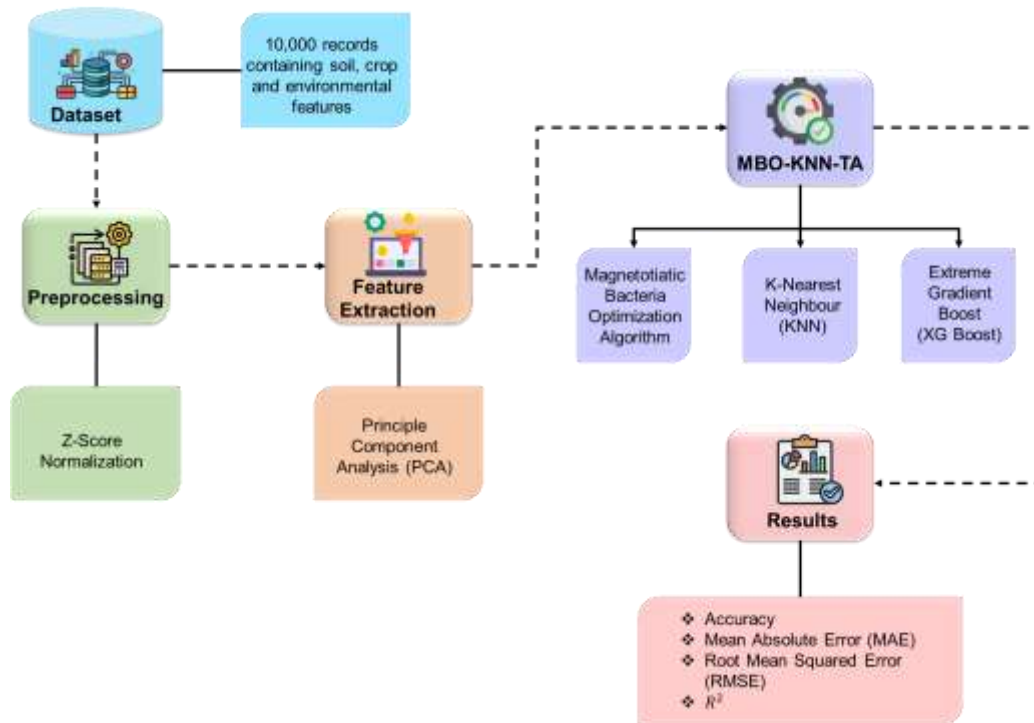 Dataset
10,000 records
containing soil, crop
and environmental
features
Preprocessing
Z-Score
Normalization
Feature
Extraction
Principle
Component
Analysis (PCA)
MBO-KNN-TA
Magnetotiatic
Bacteria
Optimization
Algorithm
K-Nearest
Neighbour
(KNN)
Extreme
Gradient
Boost
(XG Boost)
Results
❖ Accuracy
❖ Mean Absolute Error (MAE)
❖ Root Mean Squared Error
(RMSE)
❖ R²